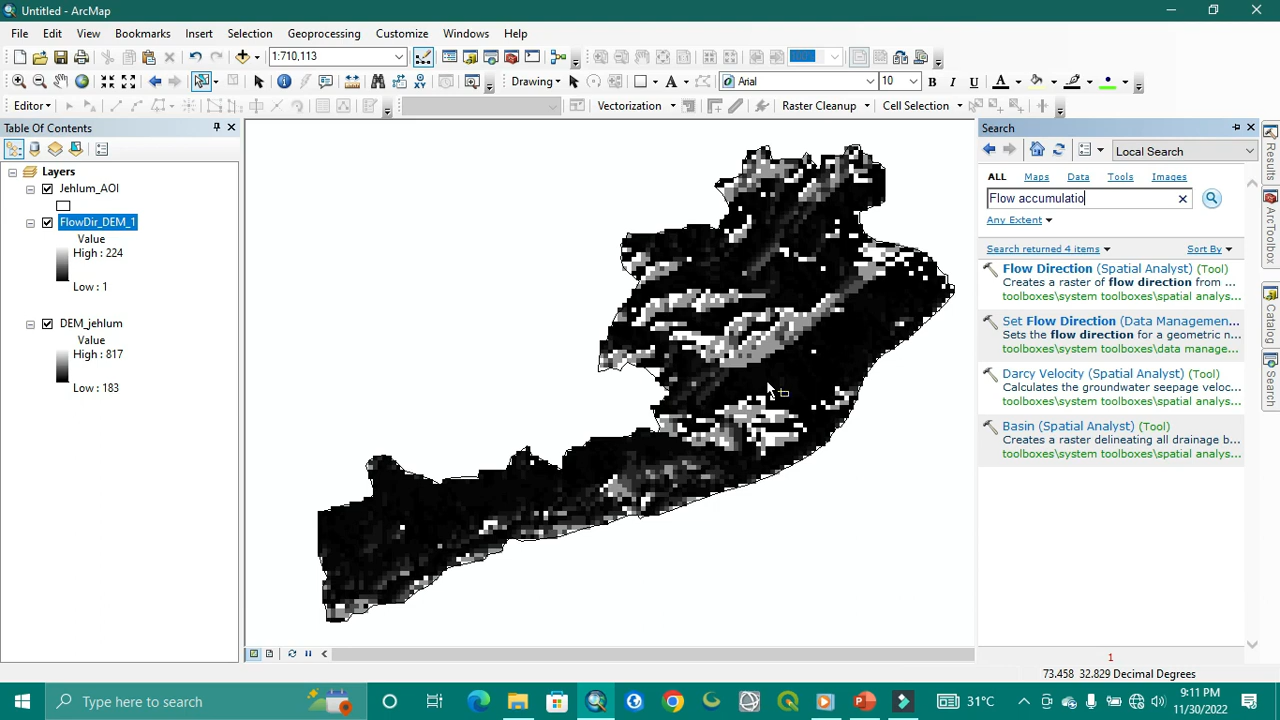 Untitled - ArcMap
File Edit View Bookmarks Insert Selection Geoprocessing Customize Windows Help
1:710,113
Drawing Arial 10 B I U A
Editor Vectorization Raster Cleanup Cell Selection
Table Of Contents
Layers
Jehlum_AOI
FlowDir_DEM_1
Value
High : 224
Low : 1
DEM_jehlum
Value
High : 817
Low : 183
Search
Local Search
ALL Maps Data Tools Images
Flow accumulatio
Any Extent
Search returned 4 items Sort By
Flow Direction (Spatial Analyst) (Tool)
Creates a raster of flow direction from ...
toolboxes\system toolboxes\spatial analys...
Set Flow Direction (Data Managemen...
Sets the flow direction for a geometric n...
toolboxes\system toolboxes\data manage...
Darcy Velocity (Spatial Analyst) (Tool)
Calculates the groundwater seepage veloc...
toolboxes\system toolboxes\spatial analys...
Basin (Spatial Analyst) (Tool)
Creates a raster delineating all drainage b...
toolboxes\system toolboxes\spatial analys...
1
Results
ArcToolbox
Catalog
Search
73.458 32.829 Decimal Degrees
Type here to search
31°C
9:11 PM
11/30/2022